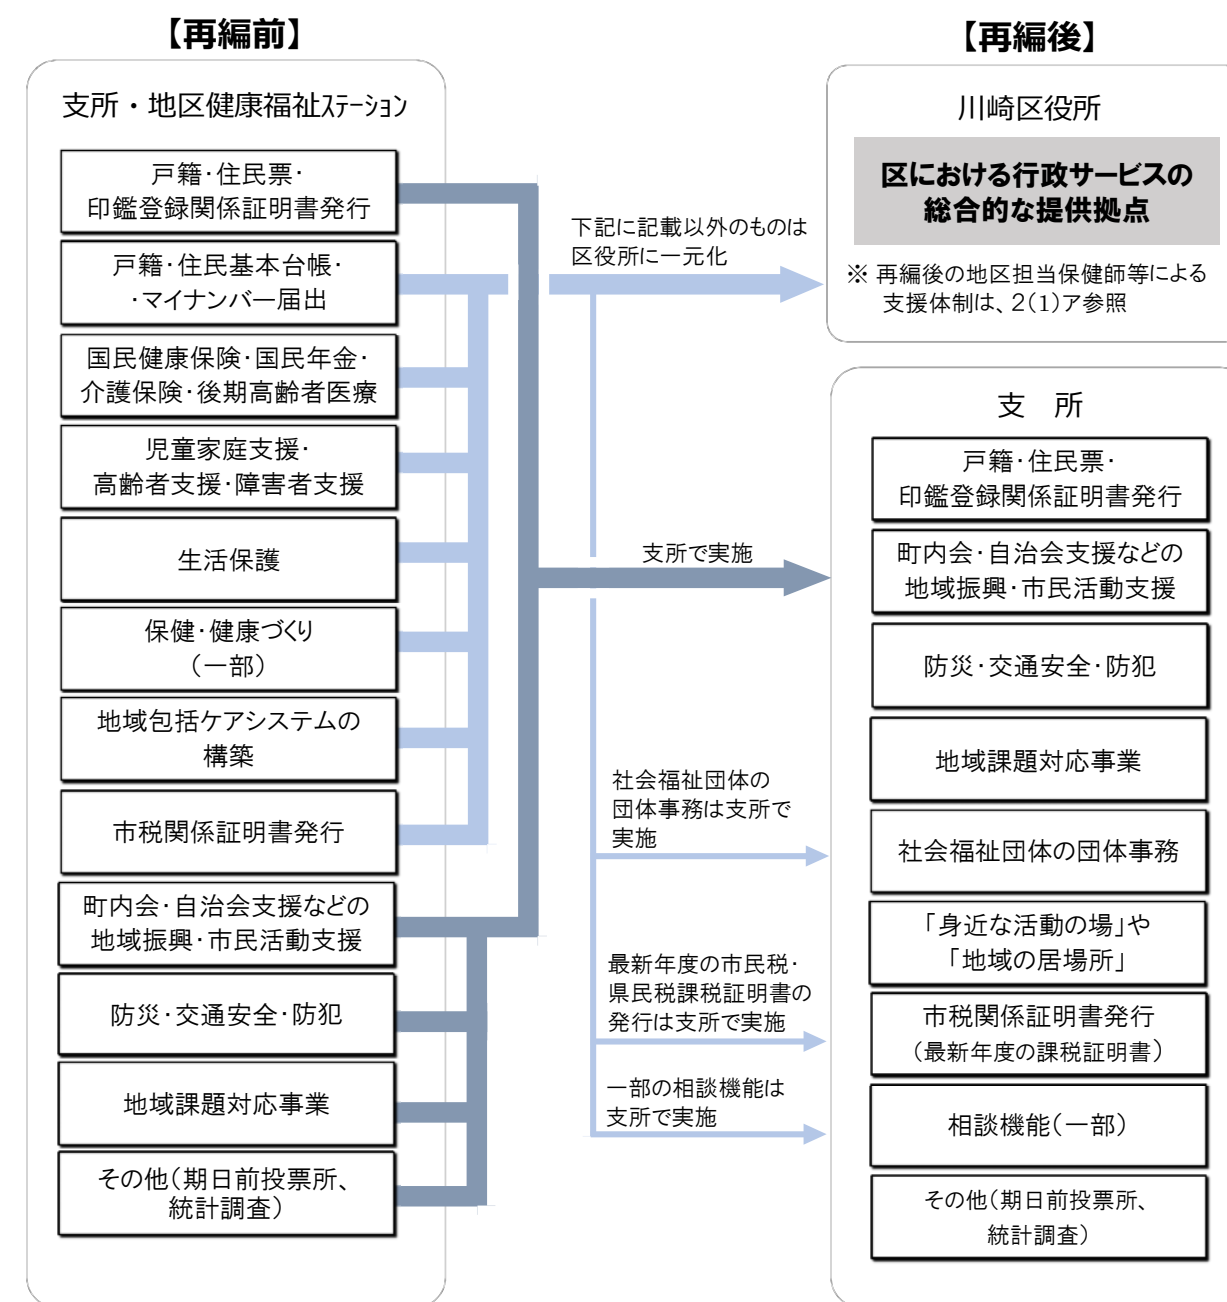 【再編前】
支所・地区健康福祉ステーション
戸籍・住民票・
印鑑登録関係証明書発行
戸籍・住民基本台帳・
・マイナンバー届出
国民健康保険・国民年金・
介護保険・後期高齢者医療
児童家庭支援・
高齢者支援・障害者支援
生活保護
保健・健康づくり
（一部）
地域包括ケアシステムの
構築
市税関係証明書発行
町内会・自治会支援などの
地域振興・市民活動支援
防災・交通安全・防犯
地域課題対応事業
その他（期日前投票所、
統計調査）
下記に記載以外のものは
区役所に一元化
支所で実施
社会福祉団体の
団体事務は支所で
実施
最新年度の市民税・
県民税課税証明書の
発行は支所で実施
一部の相談機能は
支所で実施
【再編後】
川崎区役所
区における行政サービスの
総合的な提供拠点
※ 再編後の地区担当保健師等による
支援体制は、2(1)ア参照
支　所
戸籍・住民票・
印鑑登録関係証明書発行
町内会・自治会支援などの
地域振興・市民活動支援
防災・交通安全・防犯
地域課題対応事業
社会福祉団体の団体事務
「身近な活動の場」や
「地域の居場所」
市税関係証明書発行
（最新年度の課税証明書）
相談機能（一部）
その他（期日前投票所、
統計調査）